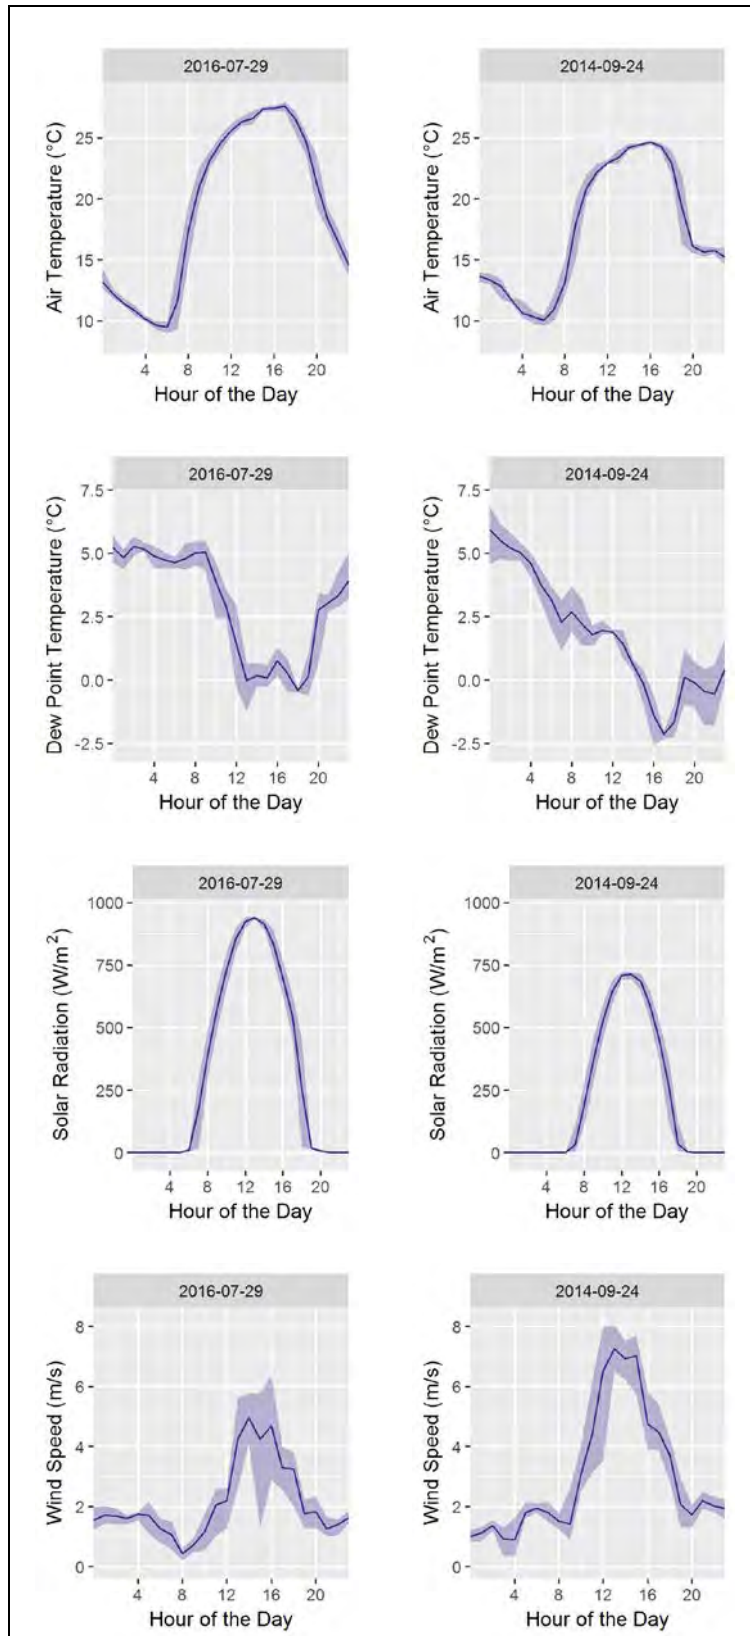 2016-07-29
2014-09-24
Air Temperature (°C)
25
20
15
10
4 8 12 16 20
Hour of the Day
Air Temperature (°C)
25
20
15
10
4 8 12 16 20
Hour of the Day
2016-07-29
2014-09-24
Dew Point Temperature (°C)
7.5
5.0
2.5
0.0
-2.5
4 8 12 16 20
Hour of the Day
Dew Point Temperature (°C)
7.5
5.0
2.5
0.0
-2.5
4 8 12 16 20
Hour of the Day
2016-07-29
2014-09-24
Solar Radiation (W/m²)
1000
750
500
250
0
4 8 12 16 20
Hour of the Day
Solar Radiation (W/m²)
1000
750
500
250
0
4 8 12 16 20
Hour of the Day
2016-07-29
2014-09-24
Wind Speed (m/s)
8
6
4
2
0
4 8 12 16 20
Hour of the Day
Wind Speed (m/s)
8
6
4
2
0
4 8 12 16 20
Hour of the Day